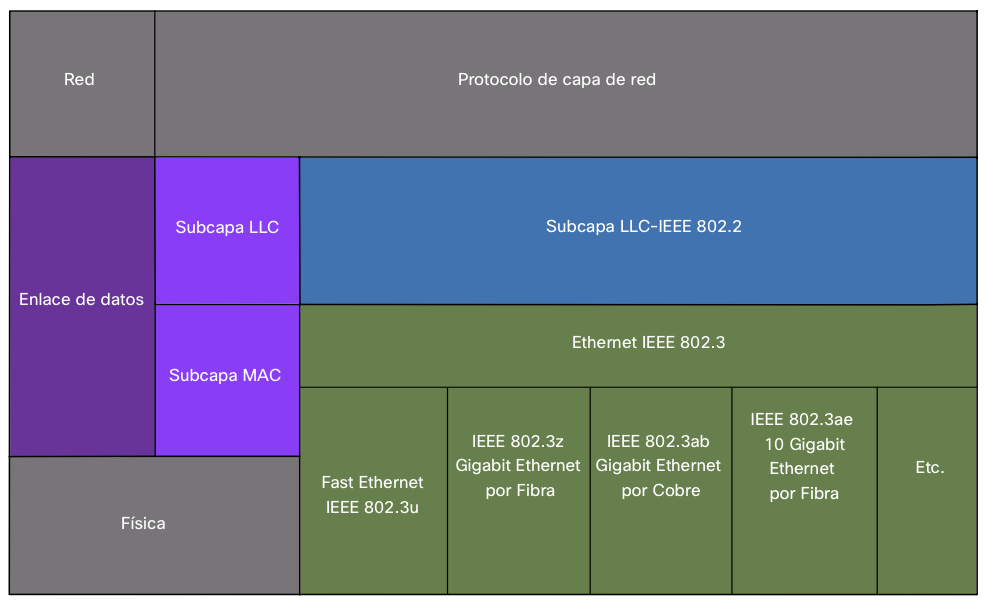 Red
Protocolo de capa de red
Enlace de datos
Subcapa LLC
Subcapa LLC-IEEE 802.2
Subcapa MAC
Ethernet IEEE 802.3
Física
Fast Ethernet
IEEE 802.3u
IEEE 802.3z
Gigabit Ethernet
por Fibra
IEEE 802.3ab
Gigabit Ethernet
por Cobre
IEEE 802.3ae
10 Gigabit
Ethernet
por Fibra
Etc.